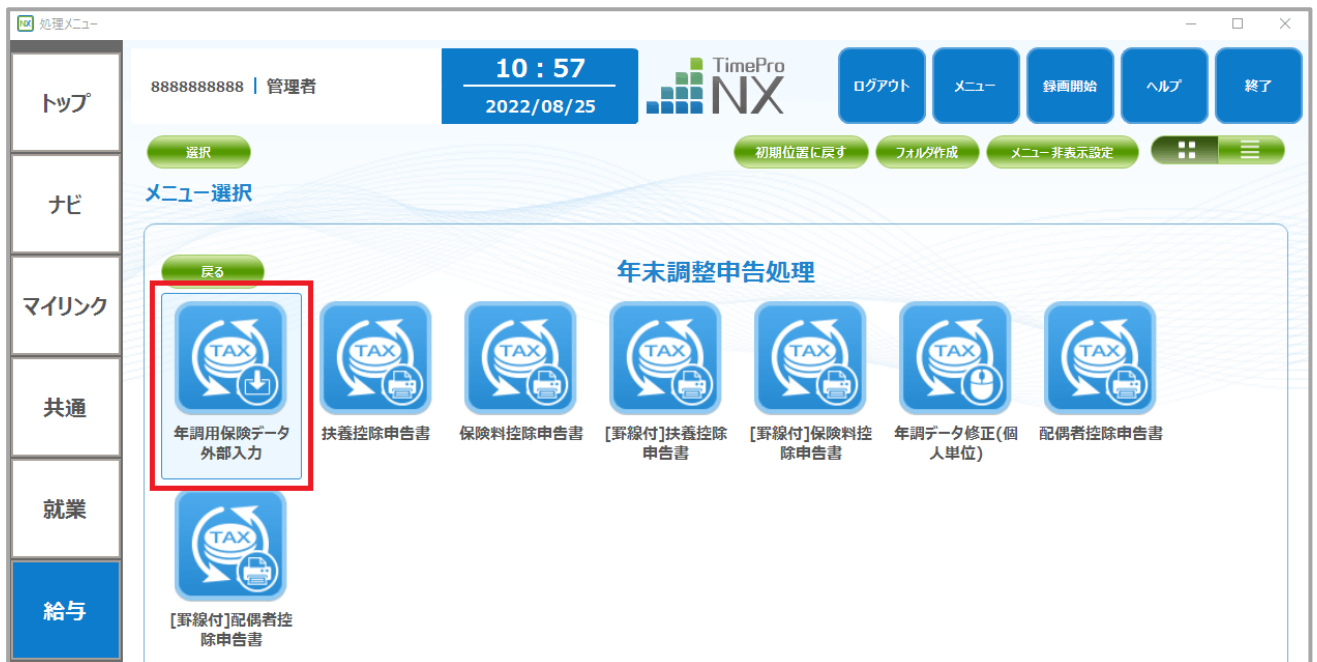 NX 処理メニュー
トップ
ナビ
マイリンク
共通
就業
給与
8888888888 | 管理者
10 : 57
2022/08/25
TimePro
NX
ログアウト
メニュー
録画開始
ヘルプ
終了
選択
初期位置に戻す
フォルダ作成
メニュー非表示設定
メニュー選択
戻る
年末調整申告処理
TAX
年調用保険データ
外部入力
TAX
扶養控除申告書
TAX
保険料控除申告書
TAX
[罫線付]扶養控除
申告書
TAX
[罫線付]保険料控
除申告書
TAX
年調データ修正(個
人単位)
TAX
配偶者控除申告書
TAX
[罫線付]配偶者控
除申告書